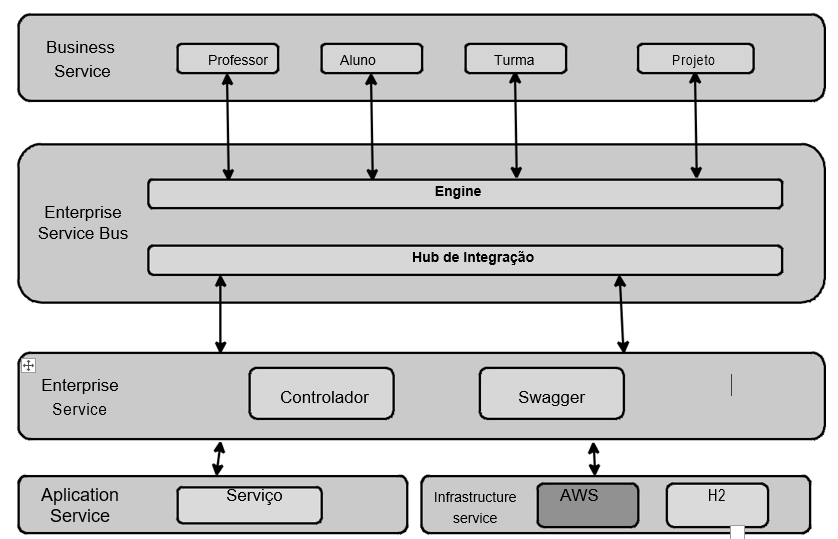 Business
Service
Professor
Aluno
Turma
Projeto
Enterprise
Service Bus
Engine
Hub de Integração
Enterprise
Service
Controlador
Swagger
Aplication
Service
Serviço
Infrastructure
service
AWS
H2